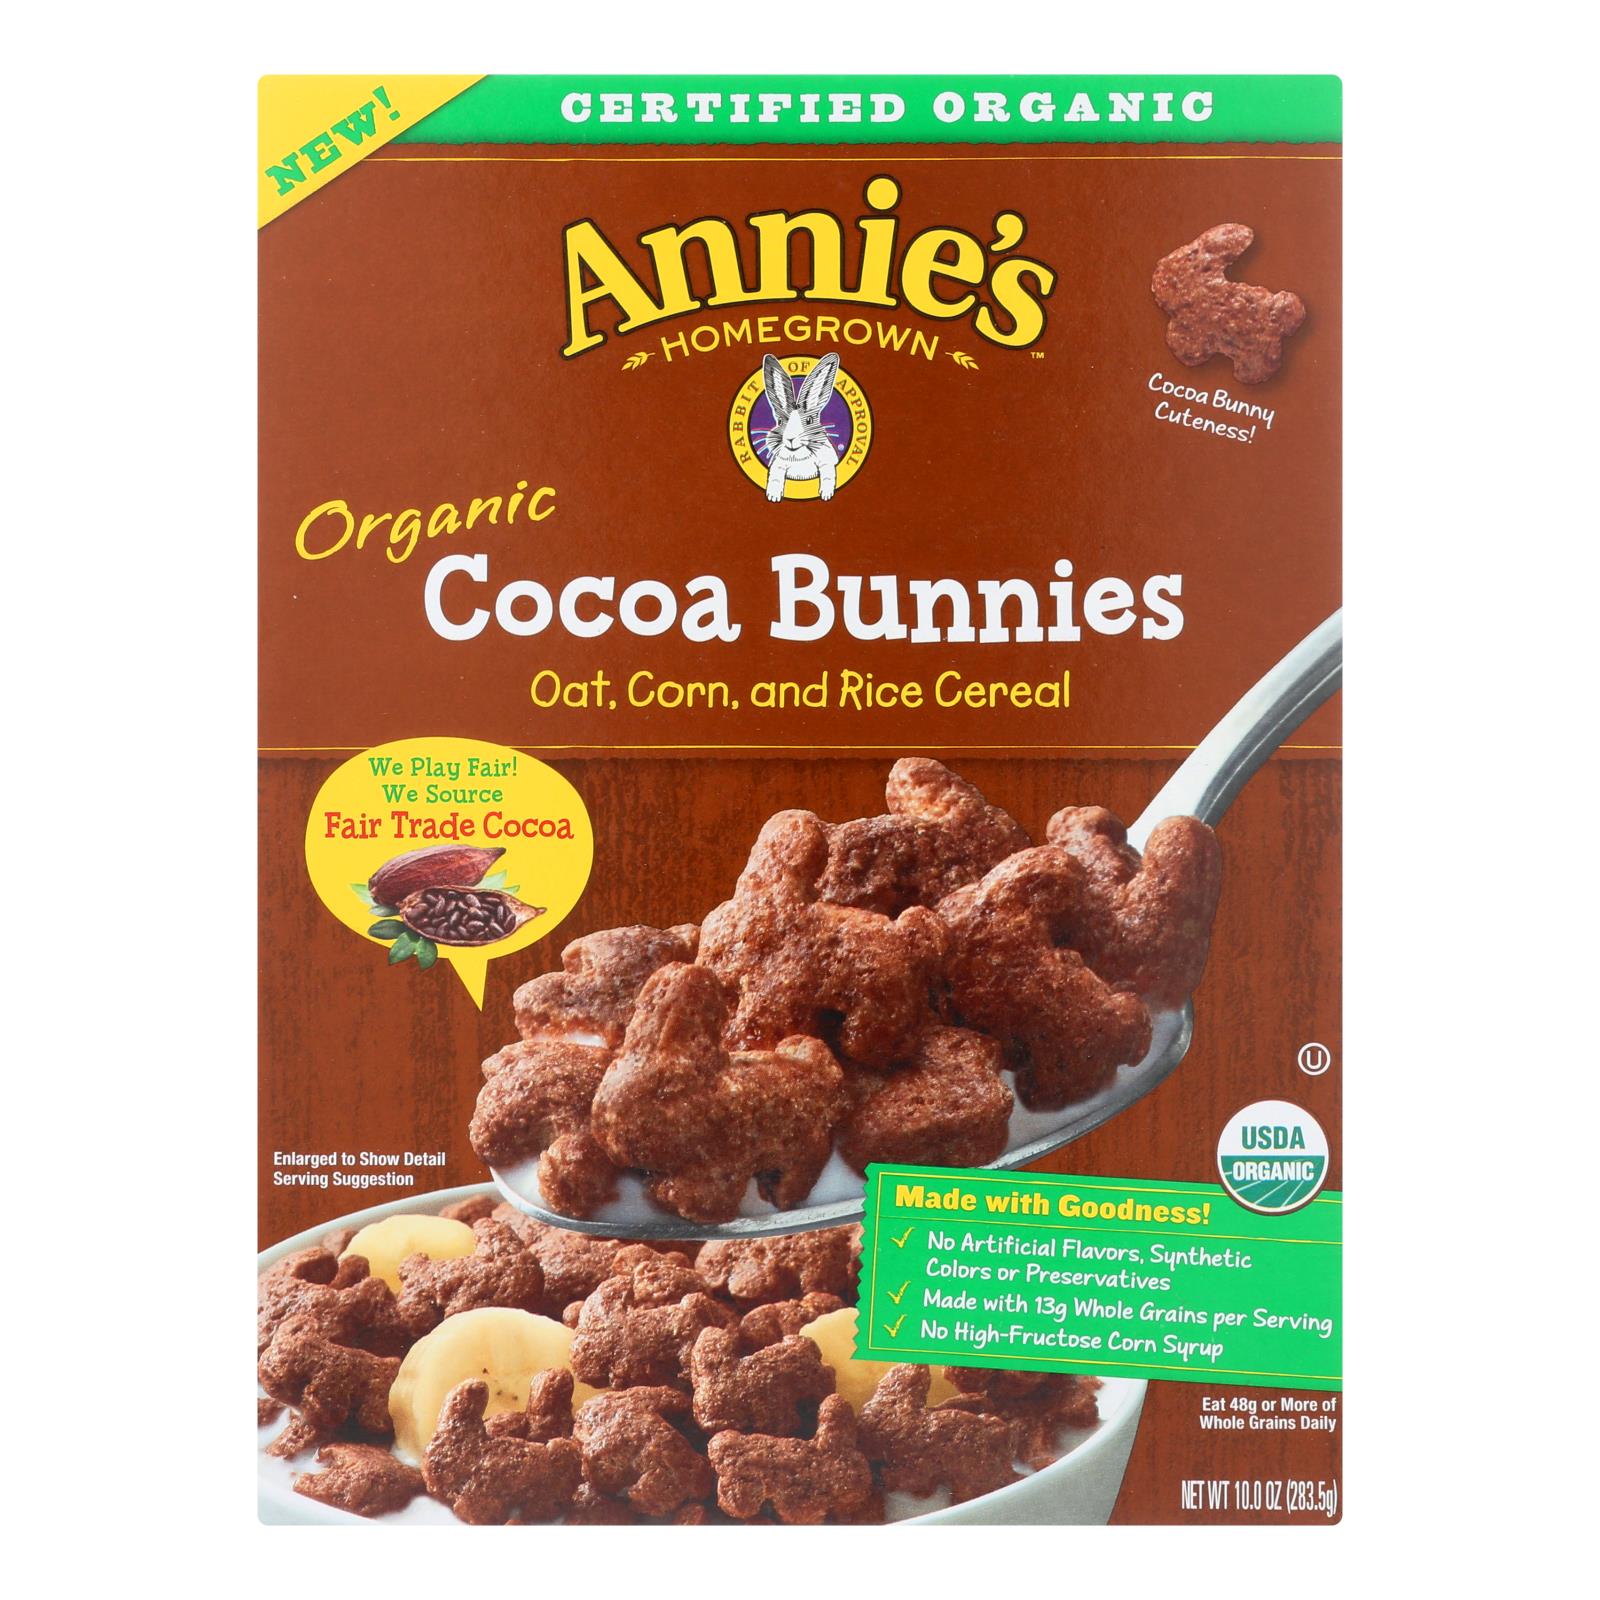 NEW!
CERTIFIED ORGANIC
Annie's
HOMEGROWN
™
RABBIT OF APPROVAL
®
Cocoa Bunny
Cuteness!
Organic
Cocoa Bunnies
Oat, Corn, and Rice Cereal
We Play Fair!
We Source
Fair Trade Cocoa
U
USDA
ORGANIC
Enlarged to Show Detail
Serving Suggestion
Made with Goodness!
No Artificial Flavors, Synthetic
Colors or Preservatives
Made with 13g Whole Grains per Serving
No High-Fructose Corn Syrup
Eat 48g or More of
Whole Grains Daily
NET WT 10.0 OZ (283.5g)